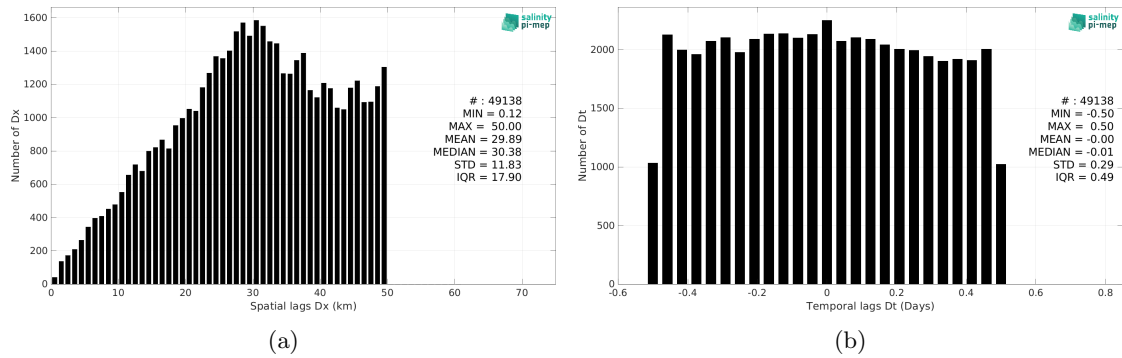 1600
1400
1200
1000
800
600
400
200
0
Number of Dx
0 10 20 30 40 50 60 70
Spatial lags Dx (km)
salinity
pi-mep
# : 49138
MIN = 0.12
MAX = 50.00
MEAN = 29.89
MEDIAN = 30.38
STD = 11.83
IQR = 17.90
(a)
2000
1500
1000
500
0
Number of Dt
-0.6 -0.4 -0.2 0 0.2 0.4 0.6 0.8
Temporal lags Dt (Days)
salinity
pi-mep
# : 49138
MIN = -0.50
MAX = 0.50
MEAN = -0.00
MEDIAN = -0.01
STD = 0.29
IQR = 0.49
(b)